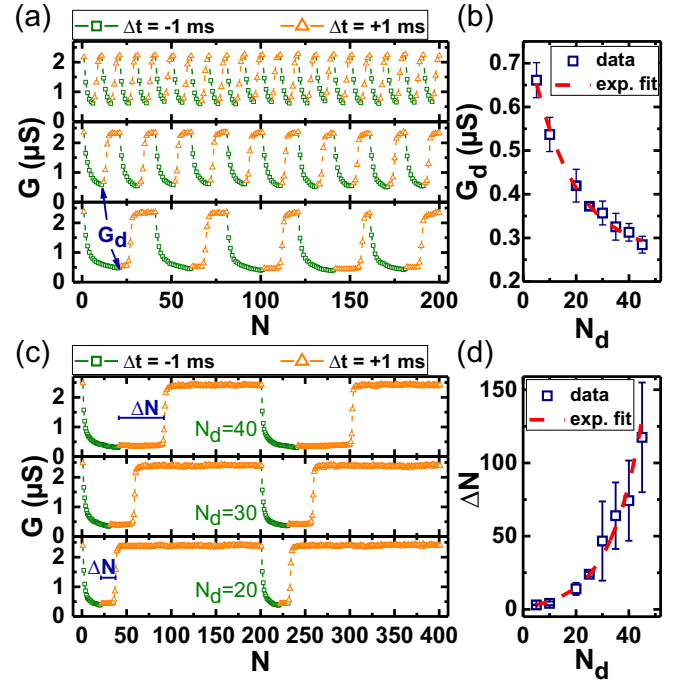 (a)
Δt = -1 ms Δt = +1 ms
2
1
2
1
0
2
1
0
G (μS)
G_d
0 25 50 75 100 125 150 175 200
N
(b)
data
exp. fit
0.7
0.6
0.5
0.4
0.3
0.2
G_d
0 20 40
N_d
(c)
Δt = -1 ms Δt = +1 ms
2
1
0
2
1
0
2
1
0
G (μS)
ΔN
N_d=40
N_d=30
ΔN
N_d=20
0 50 100 150 200 250 300 350 400
N
(d)
data
exp. fit
150
100
50
0
ΔN
0 20 40
N_d